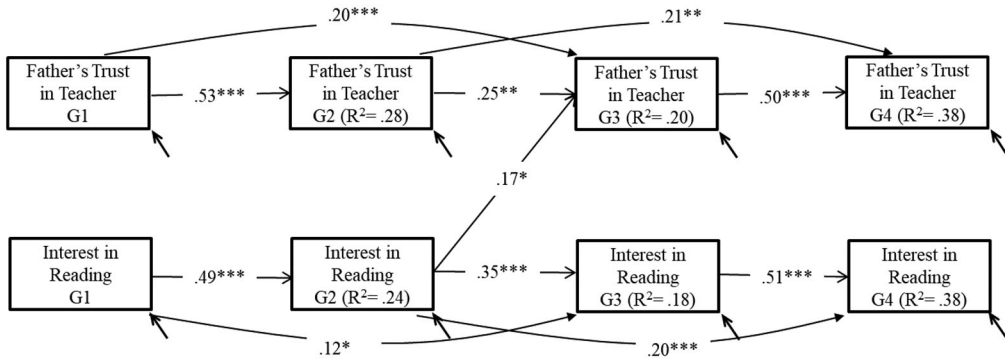 .20***
.21**
Father’s Trust
in Teacher
G1
.53***
Father’s Trust
in Teacher
G2 (R²= .28)
.25**
Father’s Trust
in Teacher
G3 (R²= .20)
.50***
Father’s Trust
in Teacher
G4 (R²= .38)
.17*
Interest in
Reading
G1
.49***
Interest in
Reading
G2 (R²= .24)
.35***
Interest in
Reading
G3 (R²= .18)
.51***
Interest in
Reading
G4 (R²= .38)
.12*
.20***